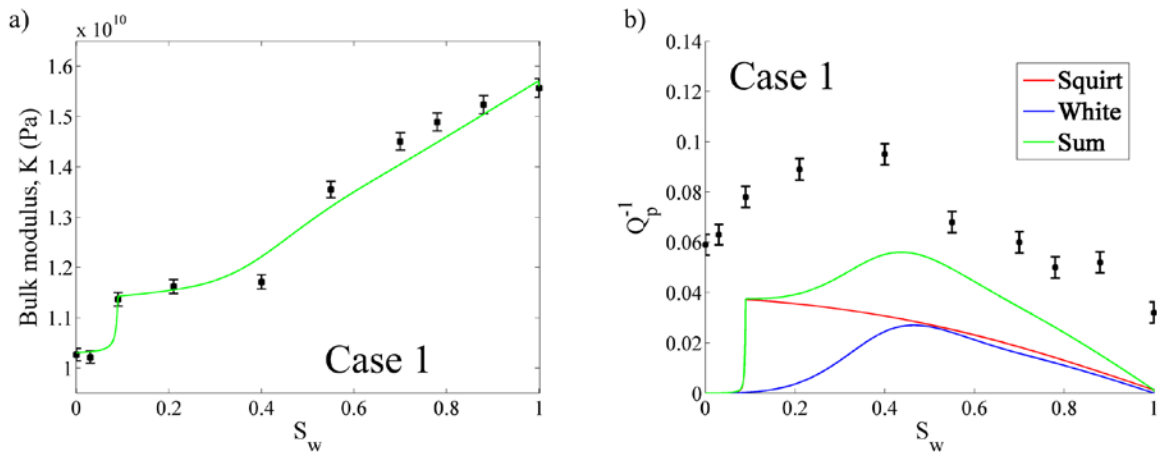 a)
x 10^10
Bulk modulus, K (Pa)
1.6
1.5
1.4
1.3
1.2
1.1
1
0
0.2
0.4
0.6
0.8
1
S_w
Case 1
b)
Q_p^-1
0.14
0.12
0.1
0.08
0.06
0.04
0.02
0
0
0.2
0.4
0.6
0.8
1
S_w
Case 1
Squirt
White
Sum